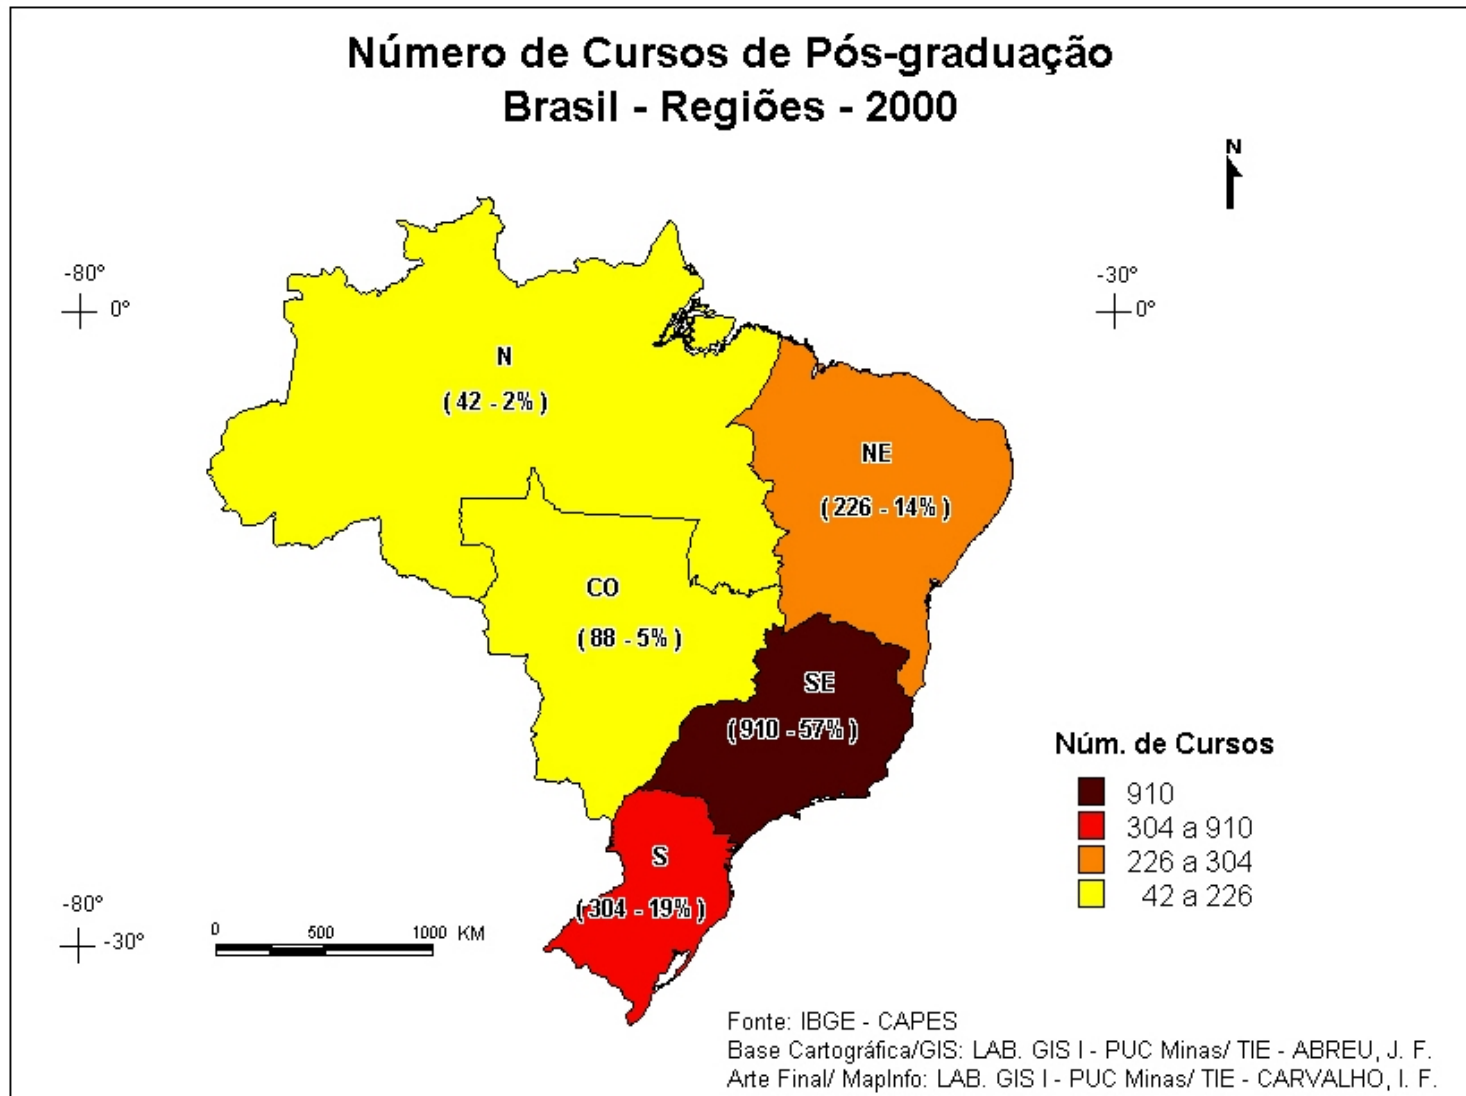 Número de Cursos de Pós-graduação
Brasil - Regiões - 2000
N
-80°
0°
-30°
0°
N
( 42 - 2% )
NE
( 226 - 14% )
CO
( 88 - 5% )
SE
( 910 - 57% )
S
( 304 - 19% )
Núm. de Cursos
910
304 a 910
226 a 304
42 a 226
-80°
-30°
0 500 1000 KM
Fonte: IBGE - CAPES
Base Cartográfica/GIS: LAB. GIS I - PUC Minas/ TIE - ABREU, J. F.
Arte Final/ MapInfo: LAB. GIS I - PUC Minas/ TIE - CARVALHO, I. F.